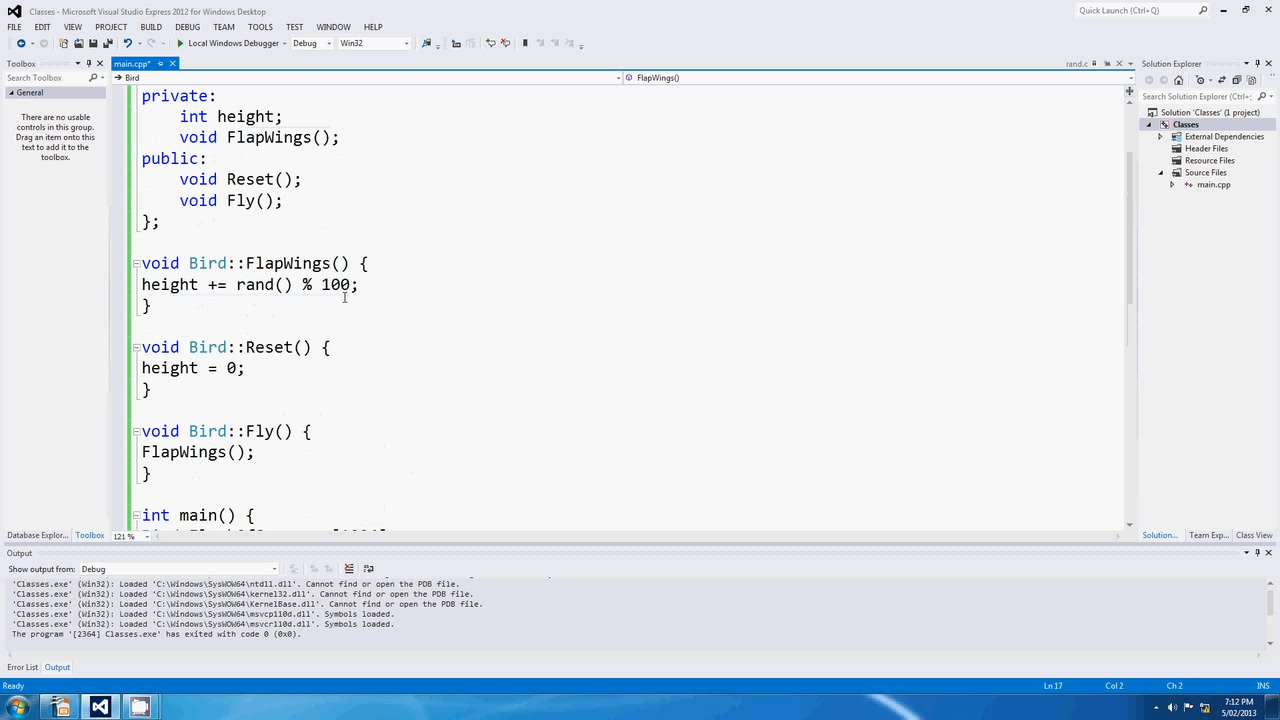 Classes - Microsoft Visual Studio Express 2012 for Windows Desktop
Quick Launch (Ctrl+Q)
FILE EDIT VIEW PROJECT BUILD DEBUG TEAM TOOLS TEST WINDOW HELP
Local Windows Debugger Debug Win32
Toolbox
Search Toolbox
General
There are no usable
controls in this group.
Drag an item onto this
text to add it to the
toolbox.
main.cpp*
rand.c
Bird
FlapWings()
private:
int height;
void FlapWings();
public:
void Reset();
void Fly();
};
void Bird::FlapWings() {
height += rand() % 100;
}
void Bird::Reset() {
height = 0;
}
void Bird::Fly() {
FlapWings();
}
int main() {
Solution Explorer
Search Solution Explorer (Ctrl+;
Solution 'Classes' (1 project)
Classes
External Dependencies
Header Files
Resource Files
Source Files
main.cpp
Database Explor... Toolbox
121 %
Solution... Team Exp... Class View
Output
Show output from: Debug
'Classes.exe' (Win32): Loaded 'C:\Windows\SysWOW64\ntdll.dll'. Cannot find or open the PDB file.
'Classes.exe' (Win32): Loaded 'C:\Windows\SysWOW64\kernel32.dll'. Cannot find or open the PDB file.
'Classes.exe' (Win32): Loaded 'C:\Windows\SysWOW64\KernelBase.dll'. Cannot find or open the PDB file.
'Classes.exe' (Win32): Loaded 'C:\Windows\SysWOW64\msvcp110d.dll'. Symbols loaded.
'Classes.exe' (Win32): Loaded 'C:\Windows\SysWOW64\msvcr110d.dll'. Symbols loaded.
The program '[2364] Classes.exe' has exited with code 0 (0x0).
Error List Output
Ready
Ln 17 Col 2 Ch 2 INS
7:12 PM
5/02/2013